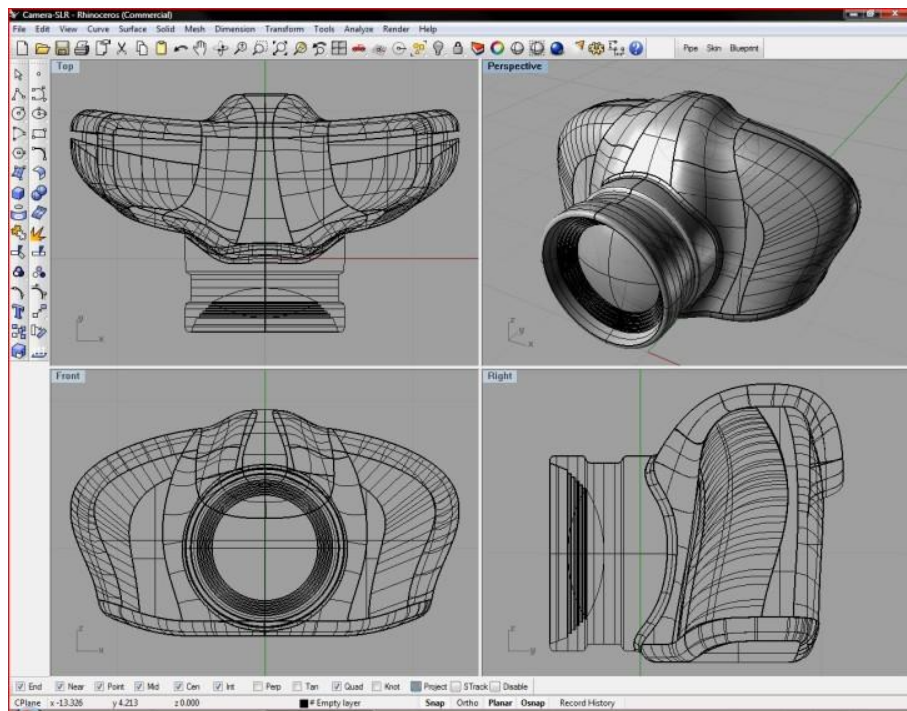 Camera-SLR - Rhinoceros (Commercial)
File Edit View Curve Surface Solid Mesh Dimension Transform Tools Analyze Render Help
Pipe Skin Blueprint
Top
Perspective
y
x
z
y
x
Front
Right
z
x
z
y
End Near Point Mid Cen Int Perp Tan Quad Knot Project STrack Disable
CPlane x -13.326 y 4.213 z 0.000 # Empty layer Snap Ortho Planar Osnap Record History